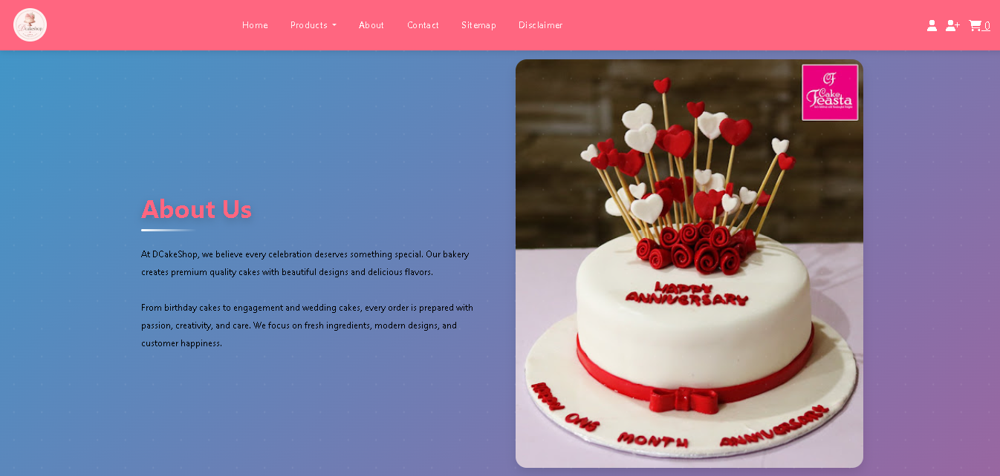 Dcakeshop
Home Products About Contact Sitemap Disclaimer 0
CF
Cake
Feasta
About Us
At DCakeShop, we believe every celebration deserves something special. Our bakery
creates premium quality cakes with beautiful designs and delicious flavors.
From birthday cakes to engagement and wedding cakes, every order is prepared with
passion, creativity, and care. We focus on fresh ingredients, modern designs, and
customer happiness.
HAPPY
ANNIVERSARY
HAPPY ONE MONTH ANNIVERSARY